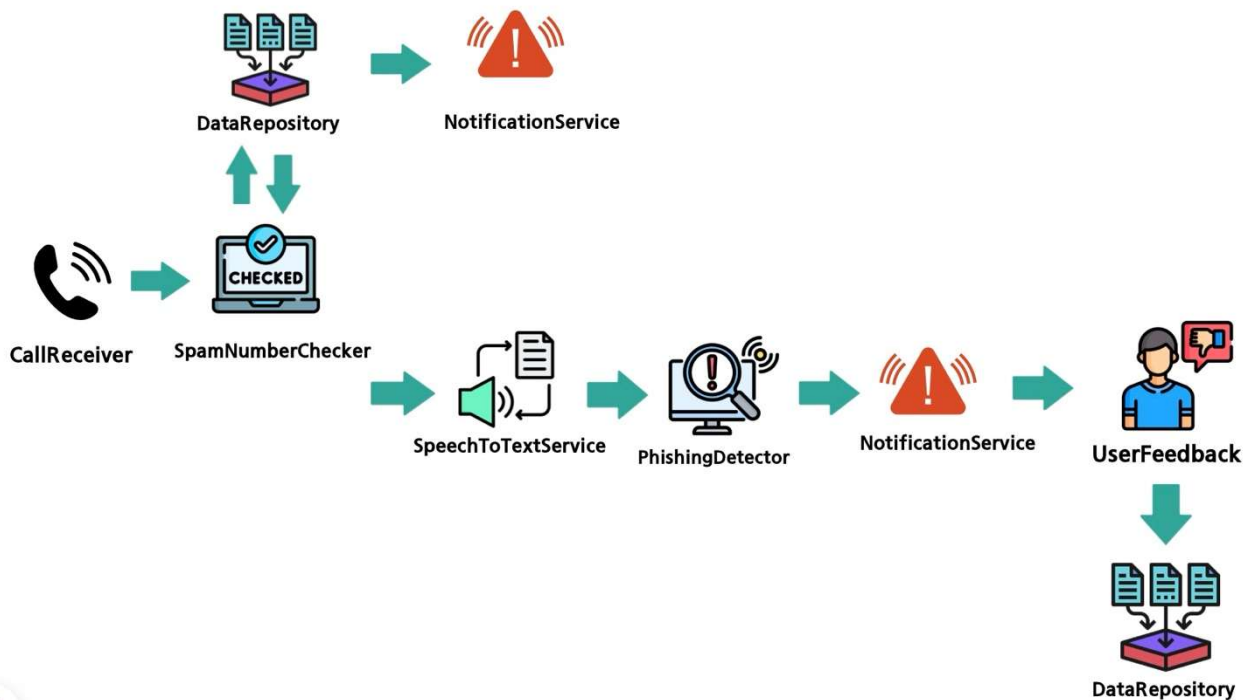 DataRepository
NotificationService
CHECKED
CallReceiver
SpamNumberChecker
SpeechToTextService
PhishingDetector
NotificationService
UserFeedback
DataRepository